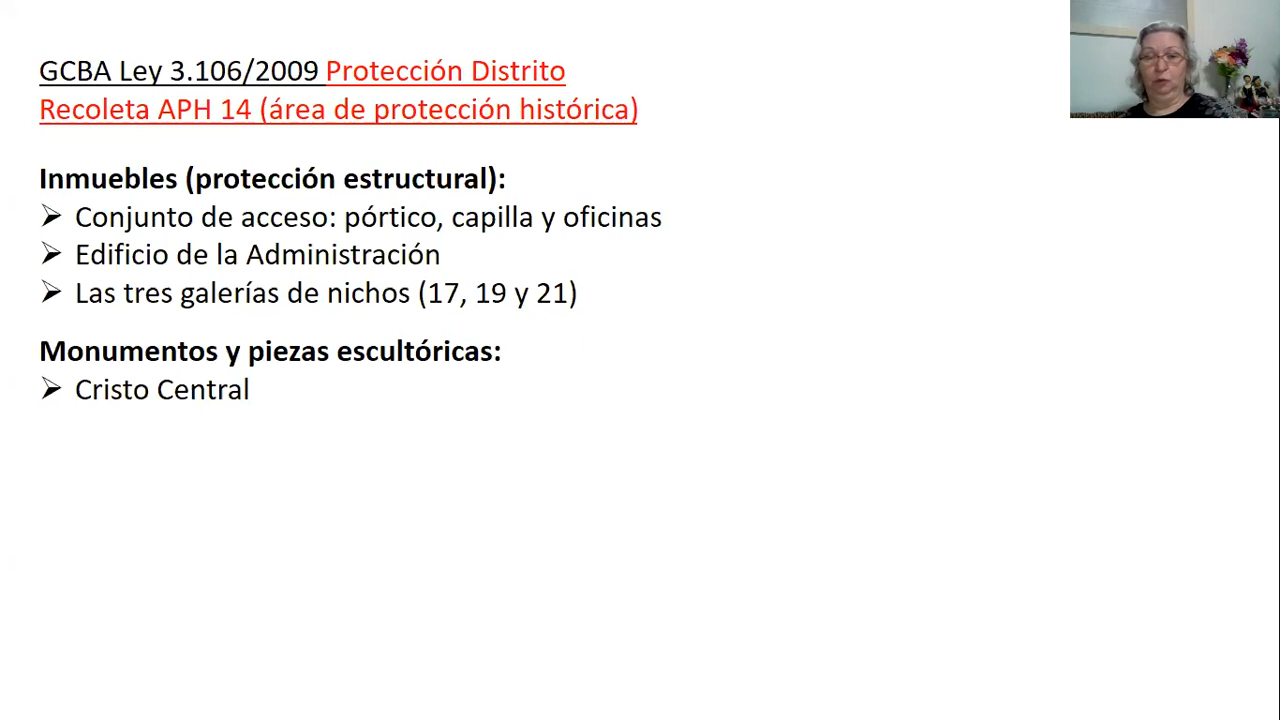 GCBA Ley 3.106/2009 Protección Distrito
Recoleta APH 14 (área de protección histórica)
Inmuebles (protección estructural):
➢ Conjunto de acceso: pórtico, capilla y oficinas
➢ Edificio de la Administración
➢ Las tres galerías de nichos (17, 19 y 21)
Monumentos y piezas escultóricas:
➢ Cristo Central